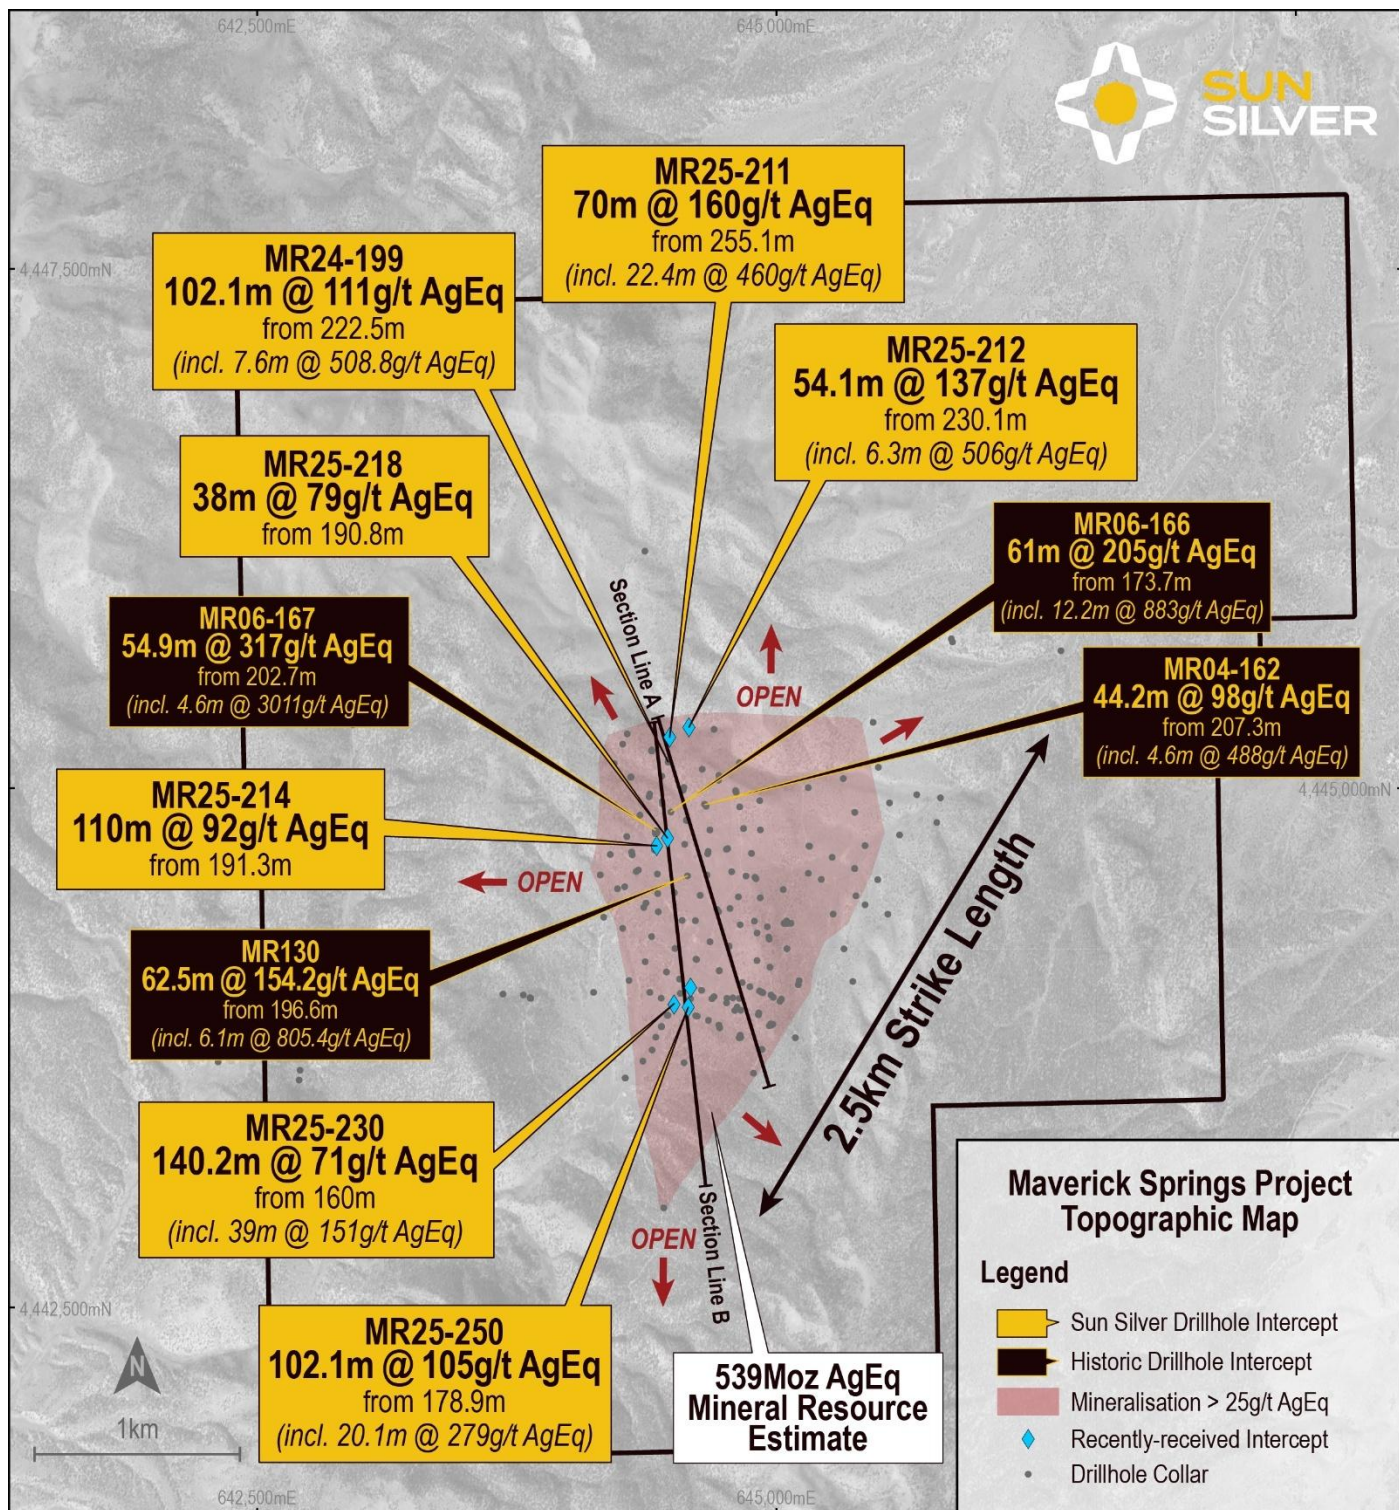 642,500mE
645,000mE
SUN
SILVER
MR25-211
70m @ 160g/t AgEq
from 255.1m
(incl. 22.4m @ 460g/t AgEq)
MR24-199
102.1m @ 111g/t AgEq
from 222.5m
(incl. 7.6m @ 508.8g/t AgEq)
4,447,500mN
MR25-212
54.1m @ 137g/t AgEq
from 230.1m
(incl. 6.3m @ 506g/t AgEq)
MR25-218
38m @ 79g/t AgEq
from 190.8m
MR06-166
61m @ 205g/t AgEq
from 173.7m
(incl. 12.2m @ 883g/t AgEq)
MR06-167
54.9m @ 317g/t AgEq
from 202.7m
(incl. 4.6m @ 3011g/t AgEq)
Section Line A
OPEN
MR04-162
44.2m @ 98g/t AgEq
from 207.3m
(incl. 4.6m @ 488g/t AgEq)
4,445,000mN
MR25-214
110m @ 92g/t AgEq
from 191.3m
OPEN
2.5km Strike Length
MR130
62.5m @ 154.2g/t AgEq
from 196.6m
(incl. 6.1m @ 805.4g/t AgEq)
MR25-230
140.2m @ 71g/t AgEq
from 160m
(incl. 39m @ 151g/t AgEq)
OPEN
Section Line B
4,442,500mN
MR25-250
102.1m @ 105g/t AgEq
from 178.9m
(incl. 20.1m @ 279g/t AgEq)
539Moz AgEq
Mineral Resource
Estimate
N
1km
Maverick Springs Project
Topographic Map
Legend
Sun Silver Drillhole Intercept
Historic Drillhole Intercept
Mineralisation > 25g/t AgEq
Recently-received Intercept
Drillhole Collar
642,500mE
645,000mE